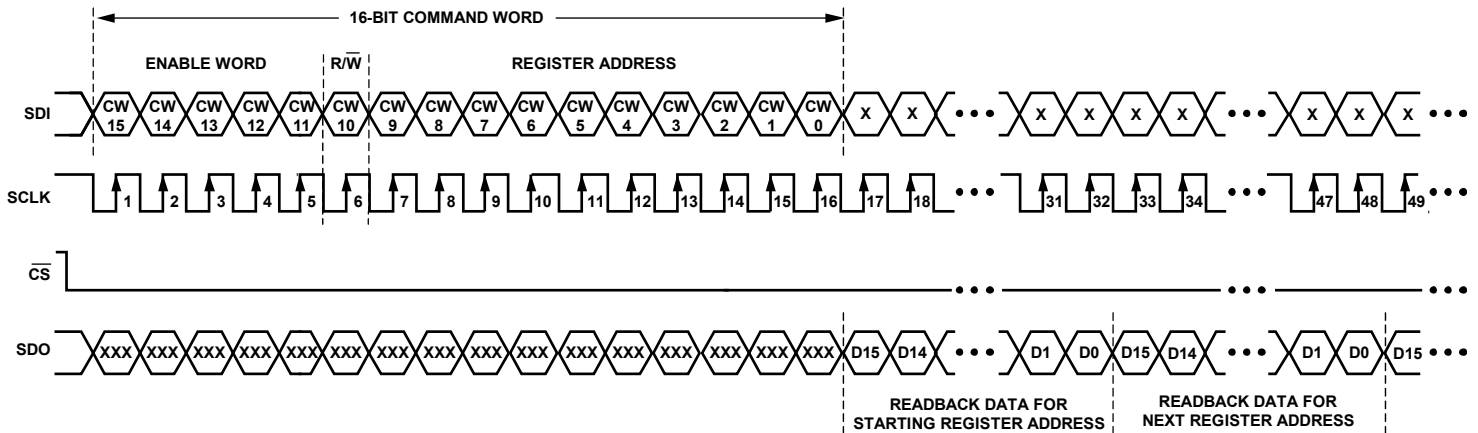 16-BIT COMMAND WORD
ENABLE WORD R/W̅ REGISTER ADDRESS
SDI CW 15 CW 14 CW 13 CW 12 CW 11 CW 10 CW 9 CW 8 CW 7 CW 6 CW 5 CW 4 CW 3 CW 2 CW 1 CW 0 X X ••• X X X X ••• X X X •••
SCLK 1 2 3 4 5 6 7 8 9 10 11 12 13 14 15 16 17 18 ••• 31 32 33 34 ••• 47 48 49 •••
C̅S̅ ••• ••• •••
SDO XXX XXX XXX XXX XXX XXX XXX XXX XXX XXX XXX XXX XXX XXX XXX XXX D15 D14 ••• D1 D0 D15 D14 ••• D1 D0 D15 •••
READBACK DATA FOR READBACK DATA FOR
STARTING REGISTER ADDRESS NEXT REGISTER ADDRESS